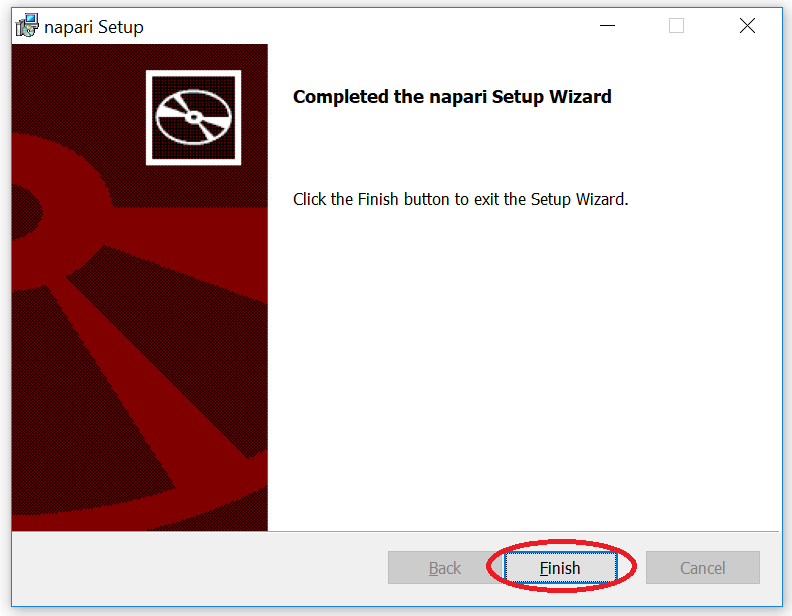 napari Setup
Completed the napari Setup Wizard
Click the Finish button to exit the Setup Wizard.
Back
Finish
Cancel